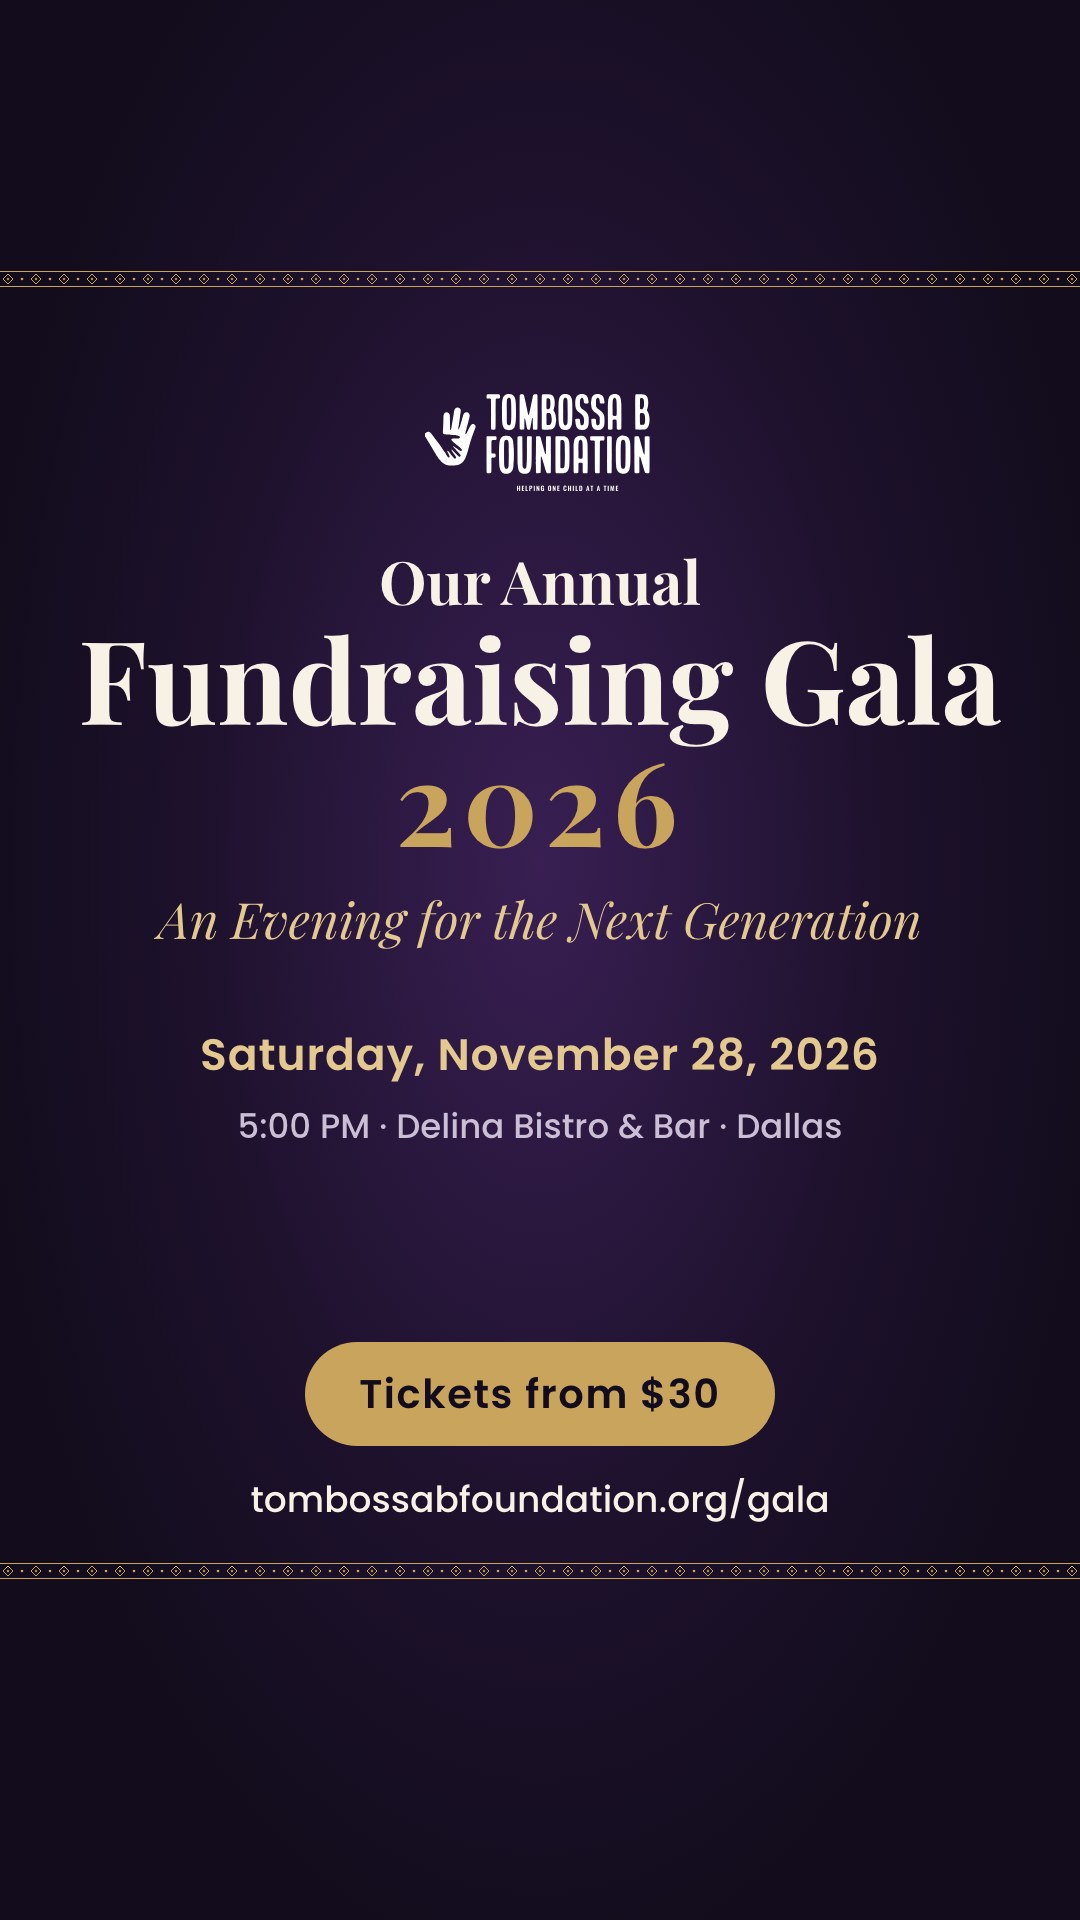 TOMBOSSA B
FOUNDATION
HELPING ONE CHILD AT A TIME
Our Annual
Fundraising Gala
2026
An Evening for the Next Generation
Saturday, November 28, 2026
5:00 PM · Delina Bistro & Bar · Dallas
Tickets from $30
tombossabfoundation.org/gala